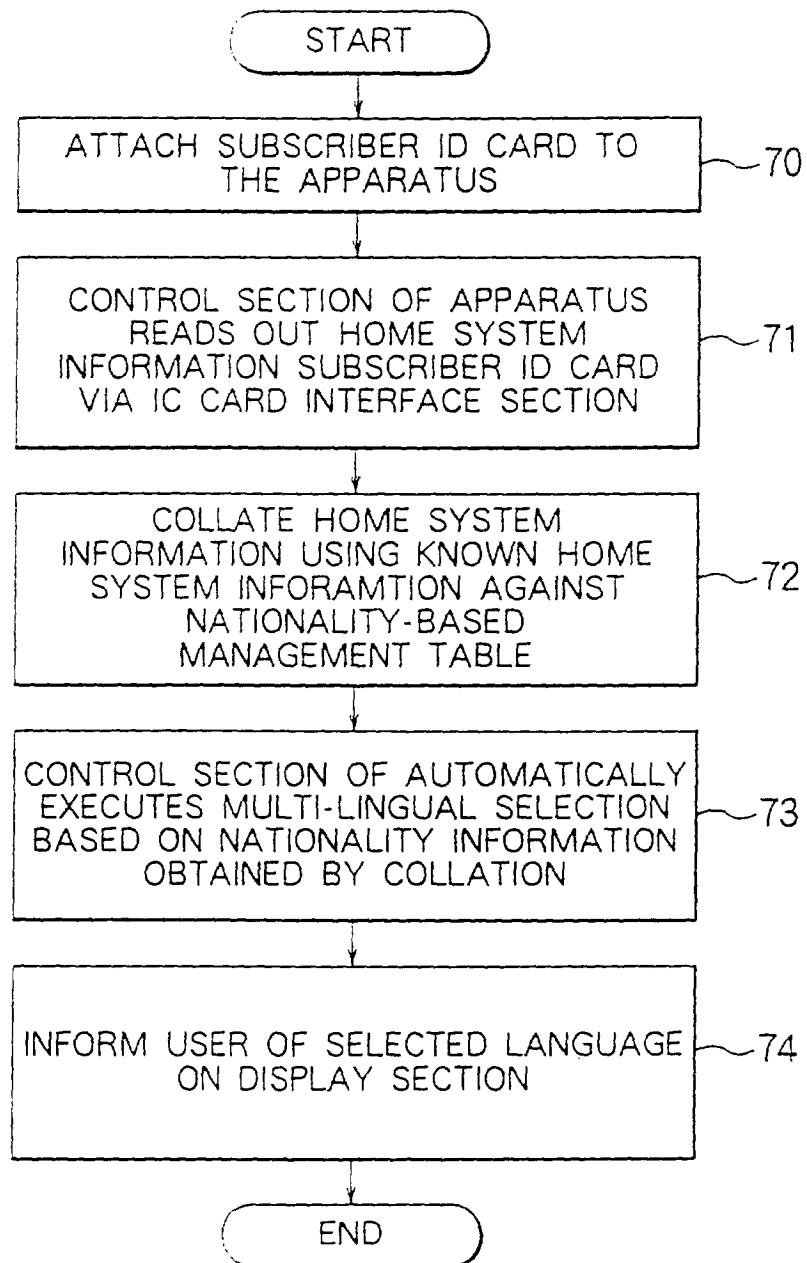 START
ATTACH SUBSCRIBER ID CARD TO
THE APPARATUS
70
CONTROL SECTION OF APPARATUS
READS OUT HOME SYSTEM
INFORMATION SUBSCRIBER ID CARD
VIA IC CARD INTERFACE SECTION
71
COLLATE HOME SYSTEM
INFORMATION USING KNOWN HOME
SYSTEM INFORAMTION AGAINST
NATIONALITY-BASED
MANAGEMENT TABLE
72
CONTROL SECTION OF AUTOMATICALLY
EXECUTES MULTI-LINGUAL SELECTION
BASED ON NATIONALITY INFORMATION
OBTAINED BY COLLATION
73
INFORM USER OF SELECTED LANGUAGE
ON DISPLAY SECTION
74
END